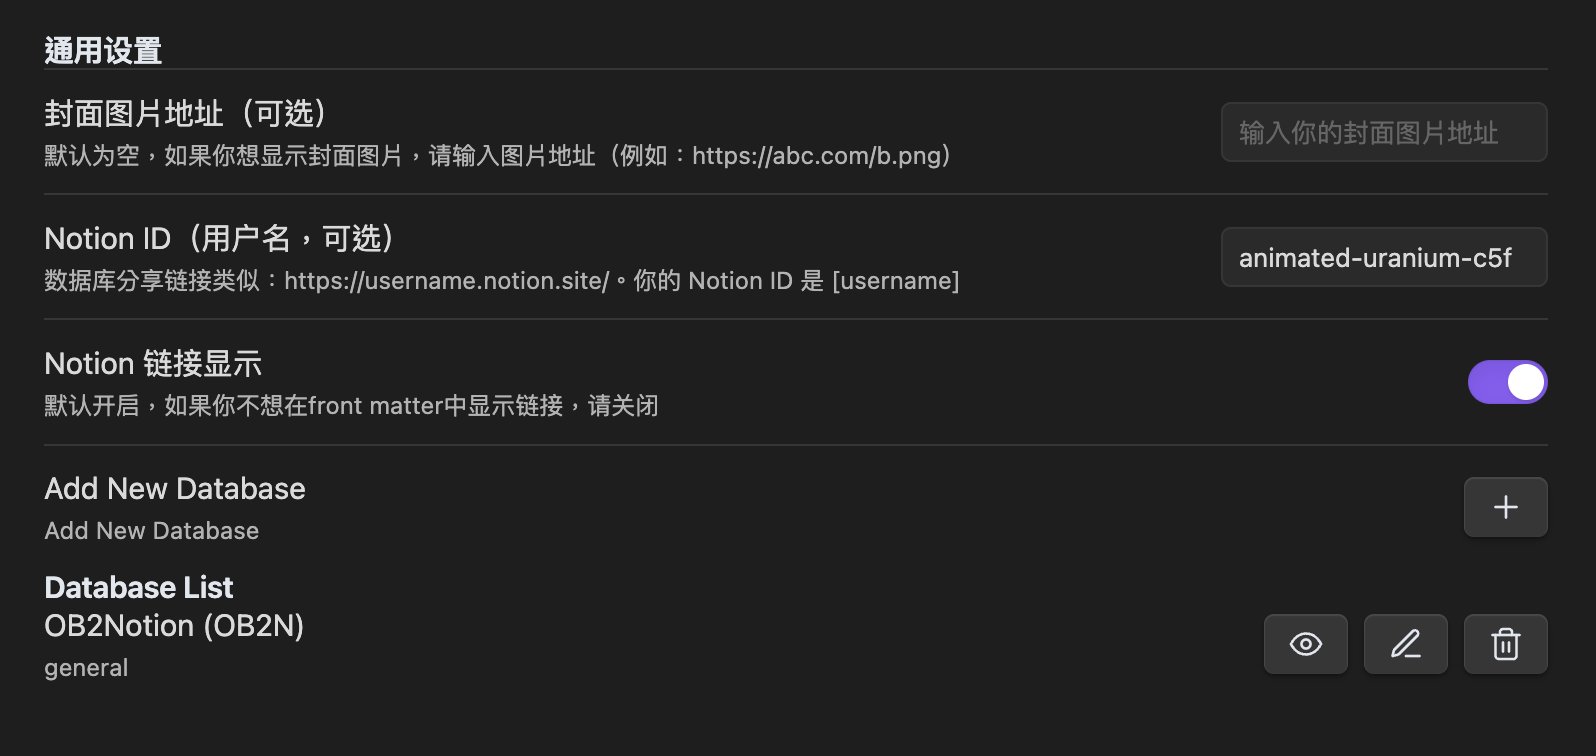 通用设置
封面图片地址（可选）
默认为空，如果你想显示封面图片，请输入图片地址（例如：https://abc.com/b.png）
输入你的封面图片地址
Notion ID（用户名，可选）
数据库分享链接类似：https://username.notion.site/。你的 Notion ID 是 [username]
animated-uranium-c5f
Notion 链接显示
默认开启，如果你不想在front matter中显示链接，请关闭
Add New Database
Add New Database
Database List
OB2Notion (OB2N)
general